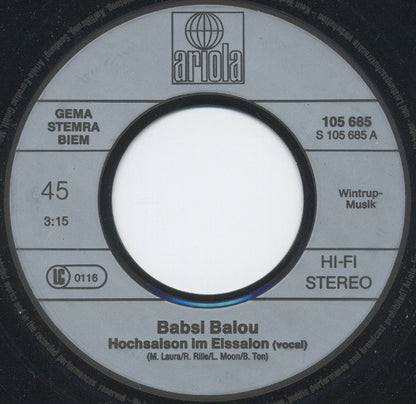 ariola
GEMA
STEMRA
BIEM
105 685
S 105 685 A
45
3:15
Wintrup-
Musik
LC 0116
HI-FI
STEREO
Babsi Balou
Hochsaison im Eissalon (vocal)
(M. Laura/R. Rille/L. Moon/B. Ton)